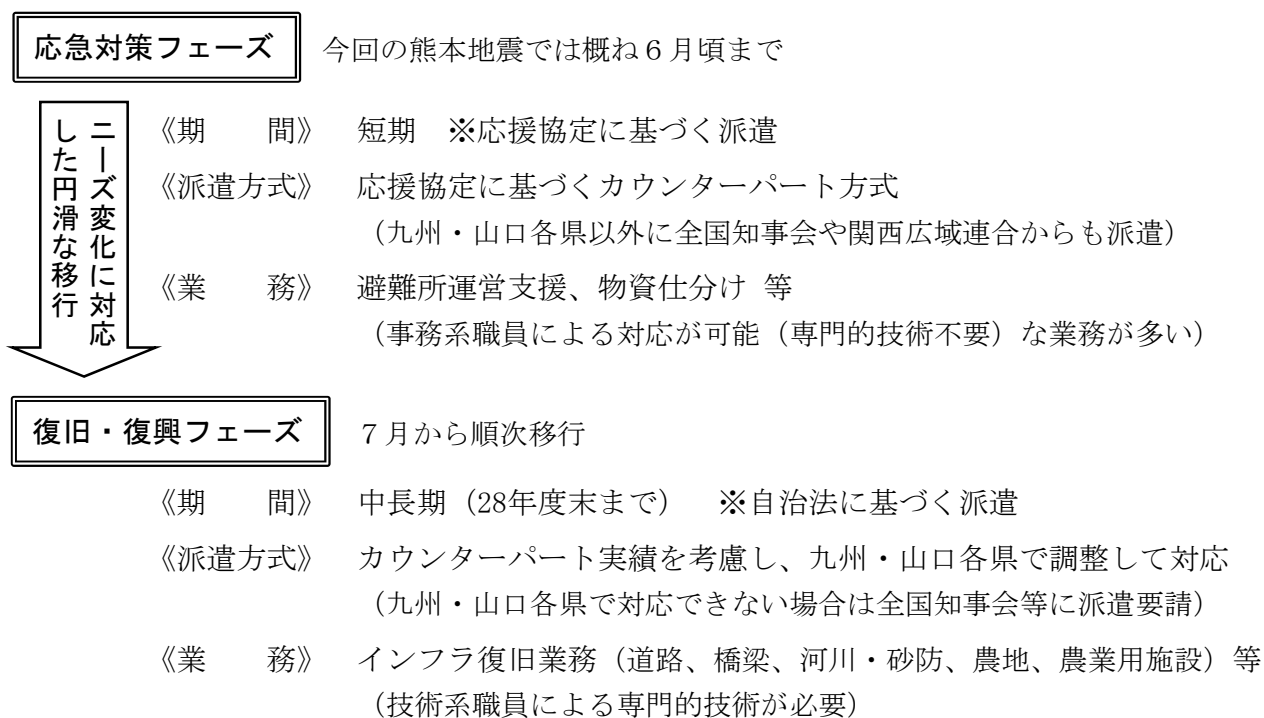 応急対策フェーズ 今回の熊本地震では概ね6月頃まで
ニーズ変化に対応
した円滑な移行
《期　　間》 短期 ※応援協定に基づく派遣
《派遣方式》 応援協定に基づくカウンターパート方式
(九州・山口各県以外に全国知事会や関西広域連合からも派遣)
《業　　務》 避難所運営支援、物資仕分け 等
(事務系職員による対応が可能(専門的技術不要)な業務が多い)
復旧・復興フェーズ 7月から順次移行
《期　　間》 中長期(28年度末まで) ※自治法に基づく派遣
《派遣方式》 カウンターパート実績を考慮し、九州・山口各県で調整して対応
(九州・山口各県で対応できない場合は全国知事会等に派遣要請)
《業　　務》 インフラ復旧業務(道路、橋梁、河川・砂防、農地、農業用施設)等
(技術系職員による専門的技術が必要)